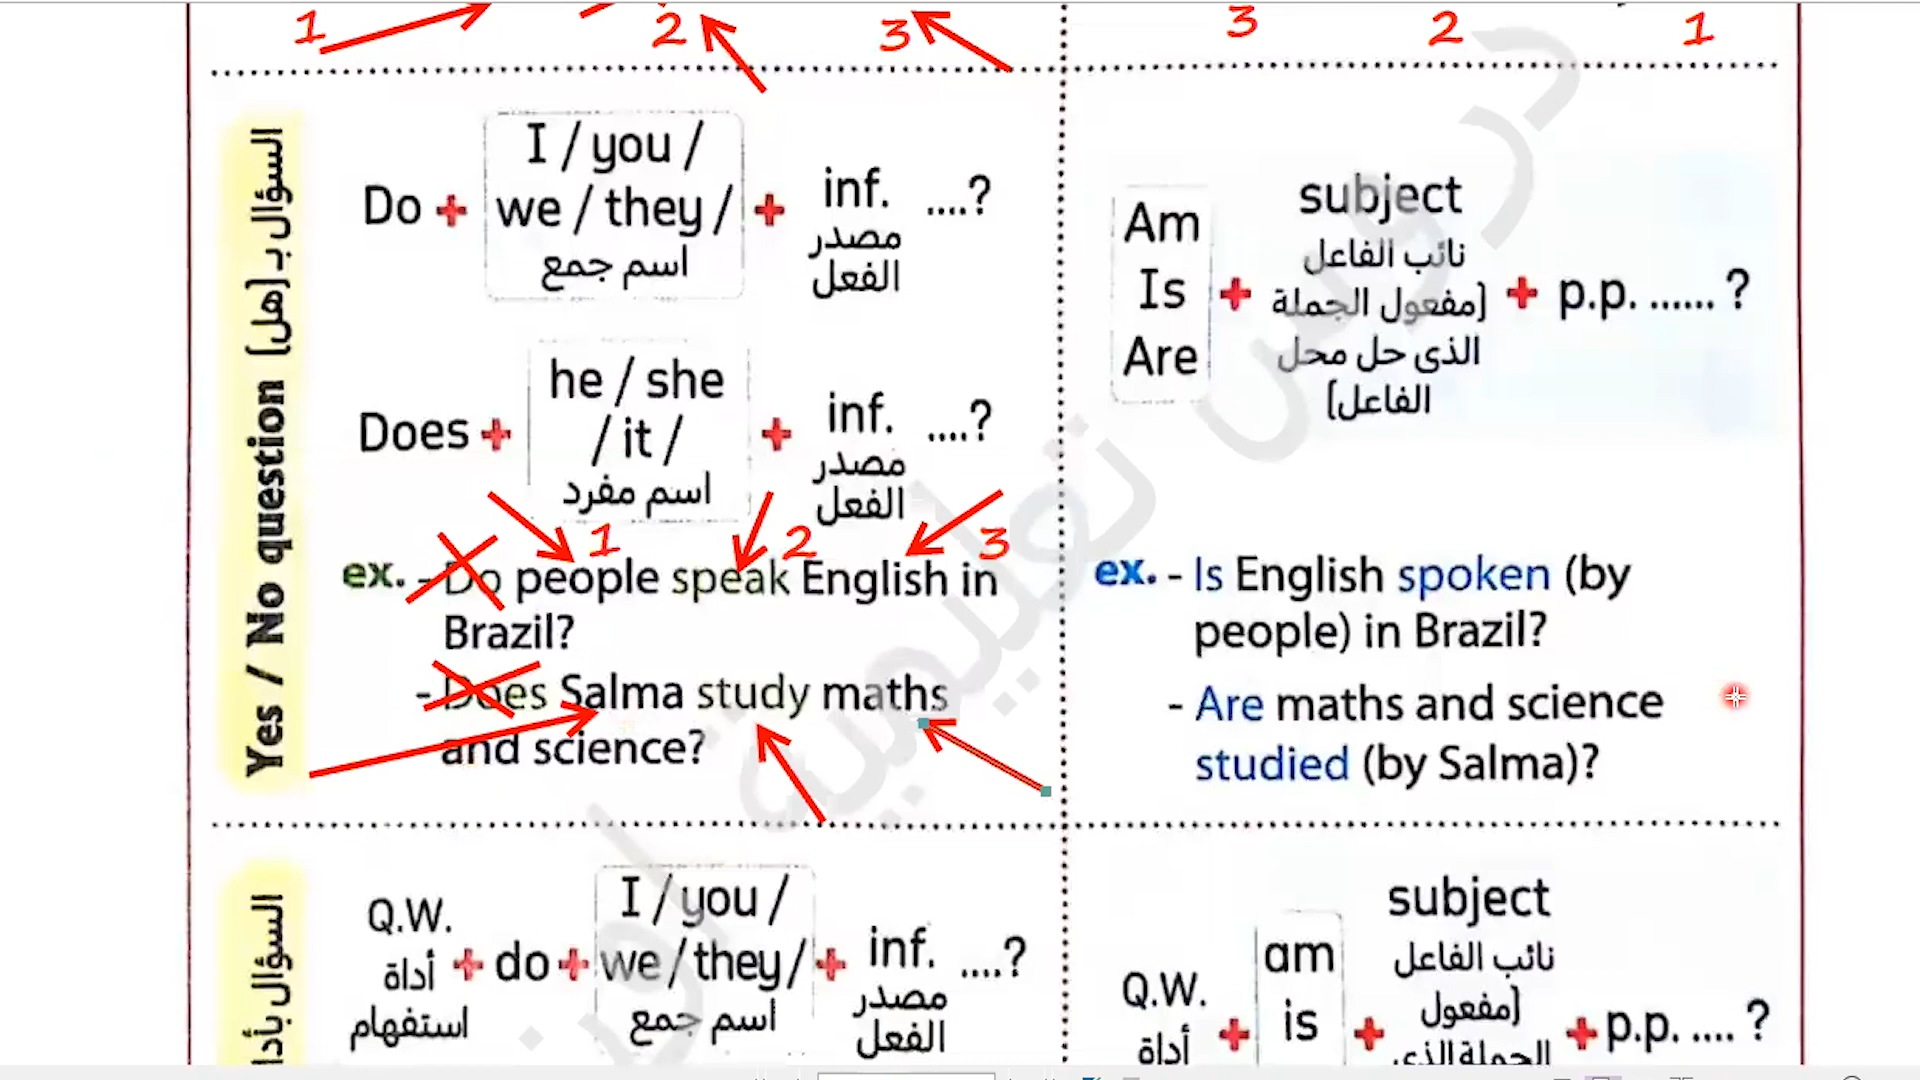 1 2 3
3 2 1
السؤال بـ (هل)
Yes / No question
Do + I / you / we / they / اسم جمع + inf. ....?
مصدر
الفعل
Does + he / she / it / اسم مفرد + inf. ....?
مصدر
الفعل
1 2 3
ex. - Do people speak English in
Brazil?
- Does Salma study maths
and science?
Am
Is
Are
+
subject
نائب الفاعل
(مفعول الجملة
الذى حل محل
الفاعل)
+ p.p. ...... ?
ex. - Is English spoken (by
people) in Brazil?
- Are maths and science
studied (by Salma)?
Q.W.
أداة
استفهام
+ do +
I / you /
we / they /
اسم جمع
+ inf. ....?
مصدر
الفعل
Q.W.
أداة
+
am
is
+
subject
نائب الفاعل
(مفعول
الجملة الذى
+ p.p. .... ?
دروس تعليمية